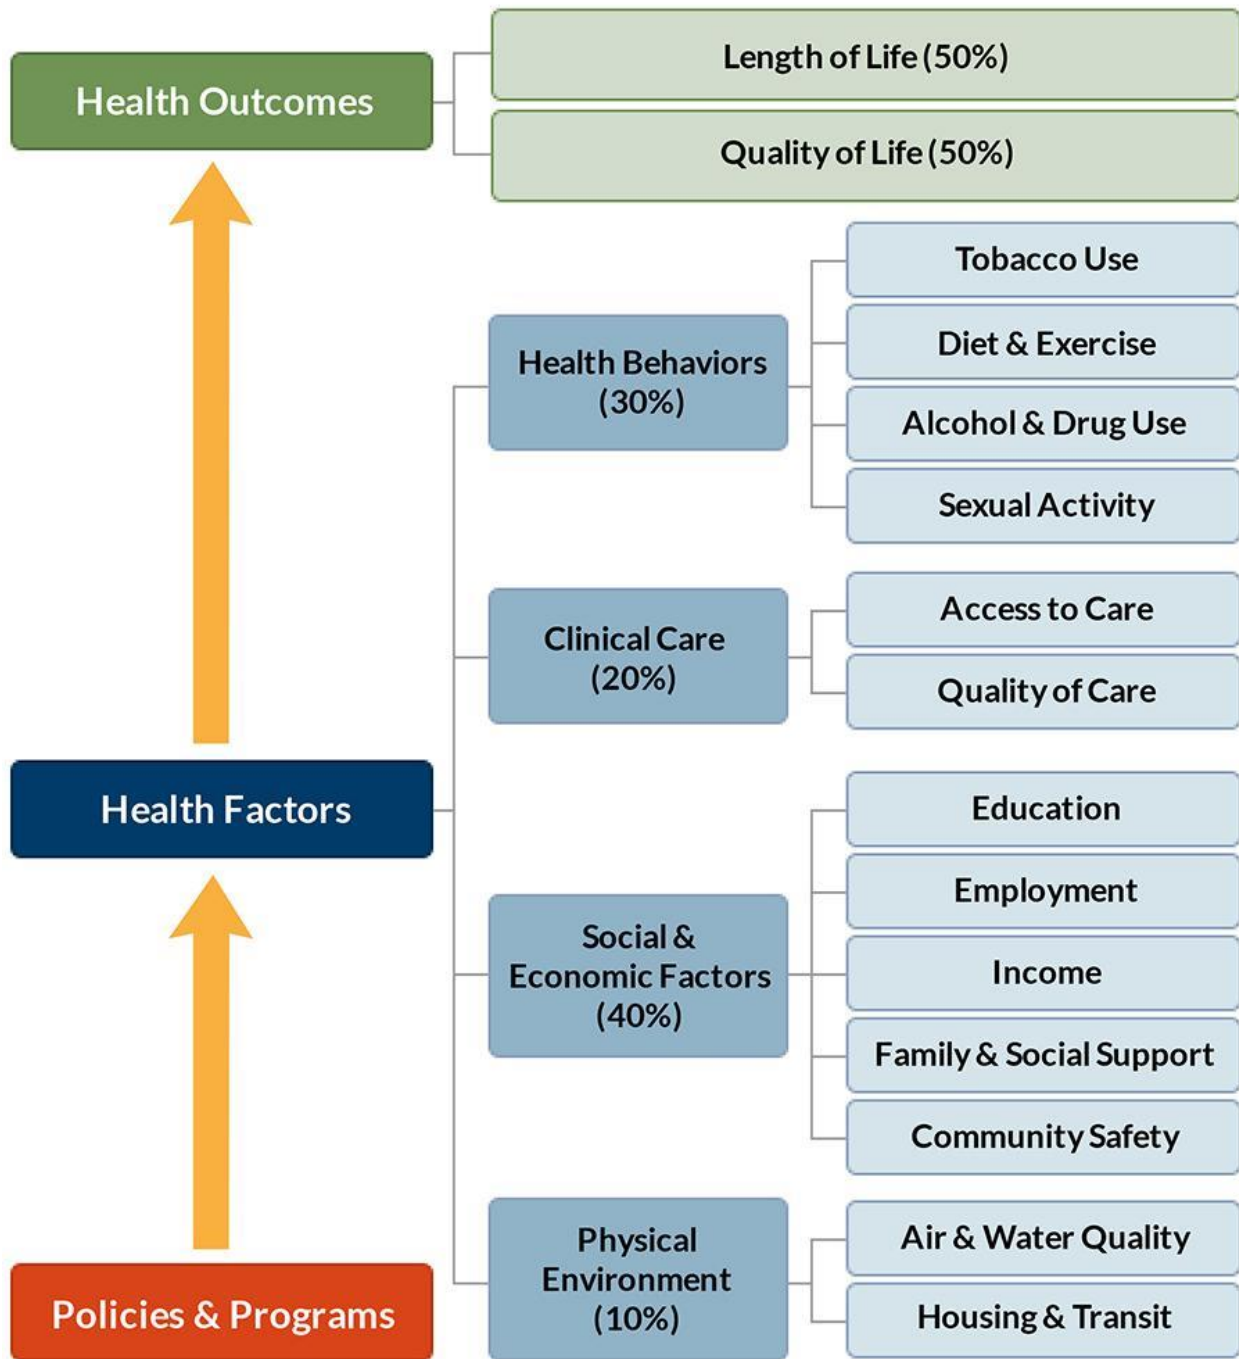 Health Outcomes
Length of Life (50%)
Quality of Life (50%)
Health Factors
Health Behaviors
(30%)
Tobacco Use
Diet & Exercise
Alcohol & Drug Use
Sexual Activity
Clinical Care
(20%)
Access to Care
Quality of Care
Social &
Economic Factors
(40%)
Education
Employment
Income
Family & Social Support
Community Safety
Physical
Environment
(10%)
Air & Water Quality
Housing & Transit
Policies & Programs